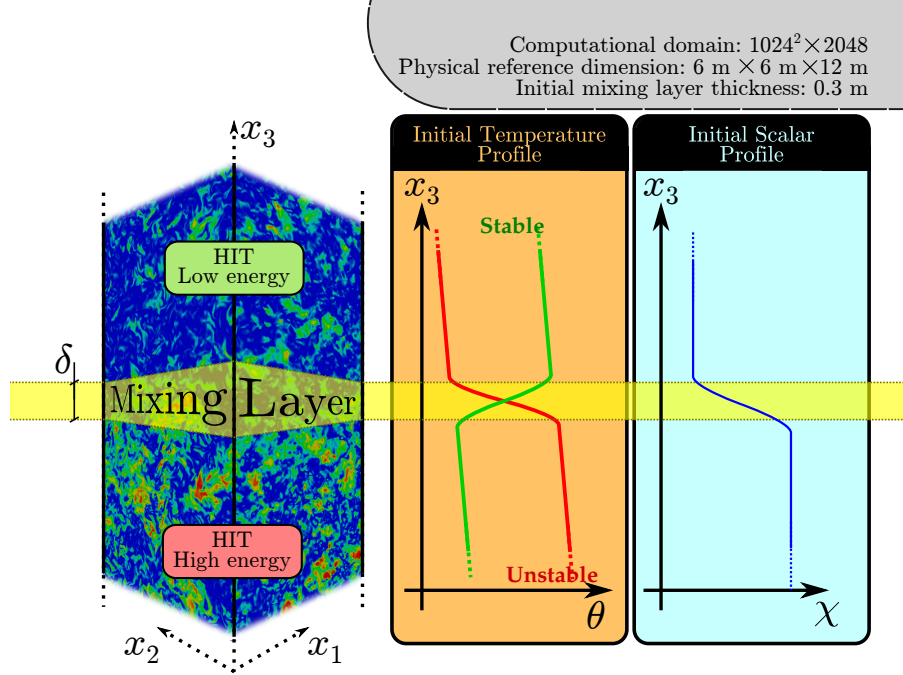 Computational domain: 1024²×2048
Physical reference dimension: 6 m ×6 m×12 m
Initial mixing layer thickness: 0.3 m
x₃
HIT
Low energy
δ
Mixing Layer
HIT
High energy
x₂
x₁
Initial Temperature
Profile
x₃
Stable
Unstable
θ
Initial Scalar
Profile
x₃
χ